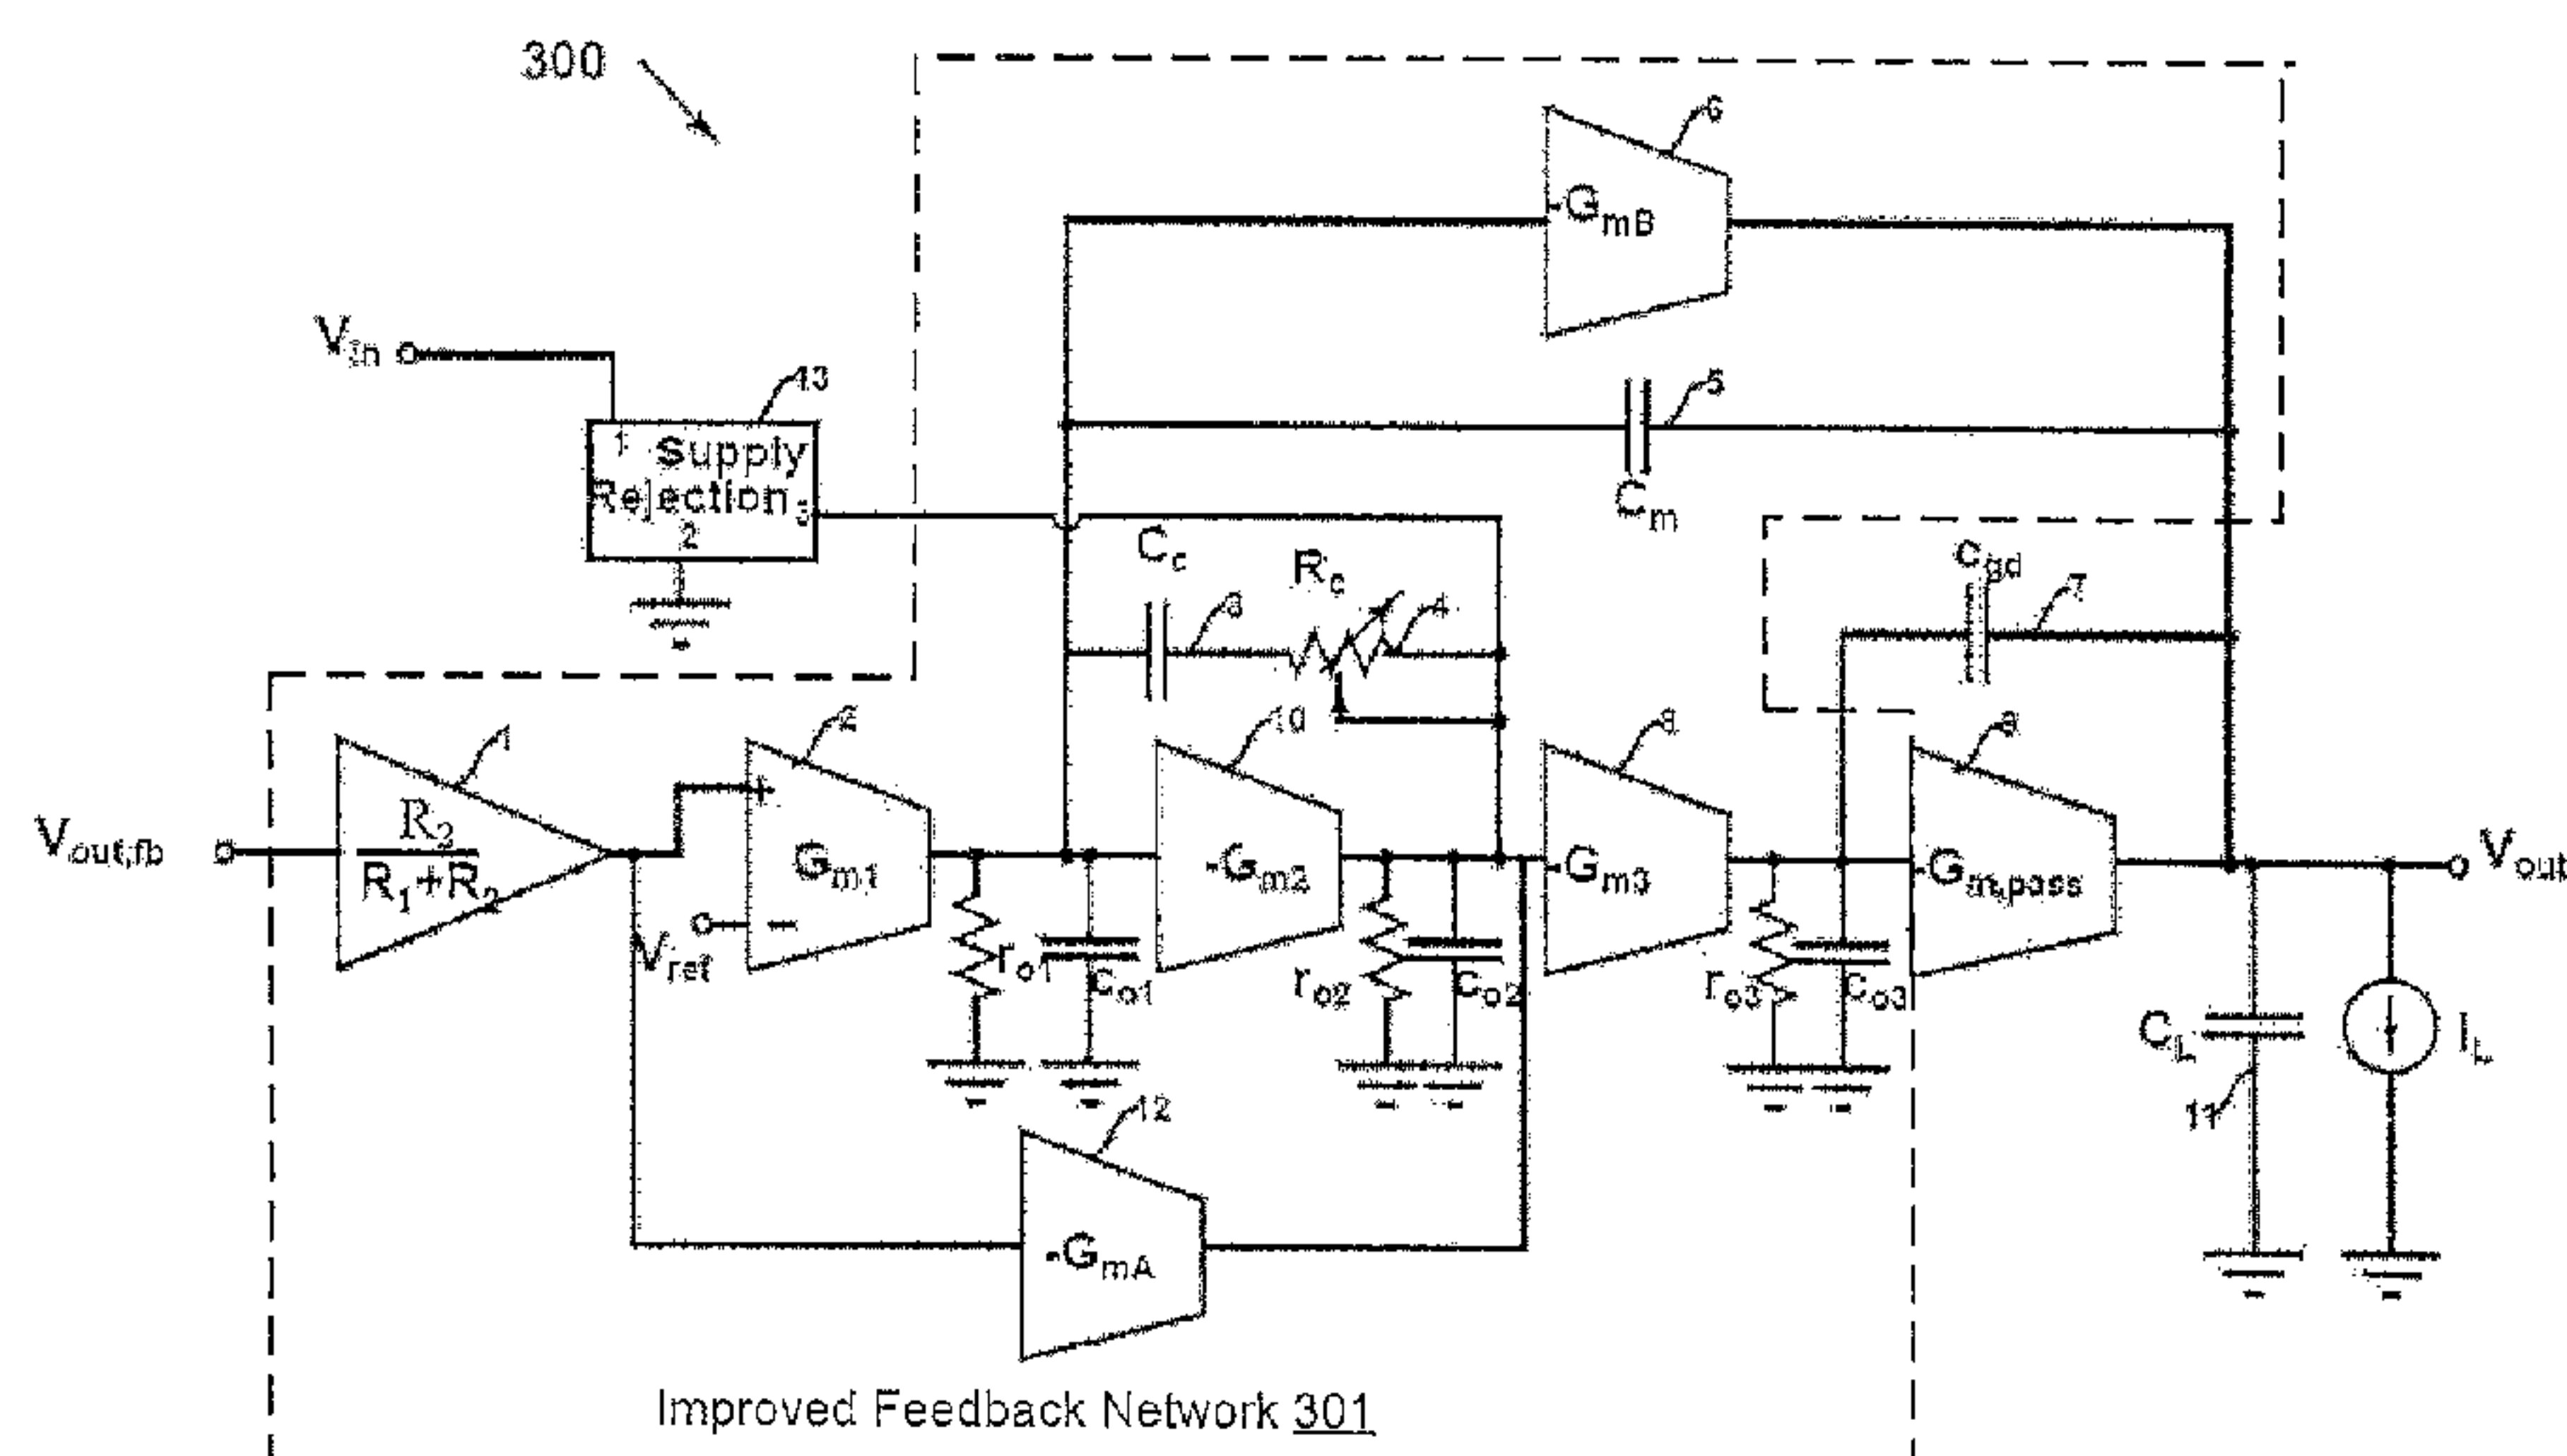 300
6
-GmB
Vin
13
1 Supply
Rejection 3
2
5
Cm
Cc
Rc
4
Cgd
7
1
2
10
8
9
Vout,fb
R2
R1+R2
+
Gm1
Vref
−
ro1
Co1
-Gm2
ro2
Co2
-Gm3
ro3
Co3
-Gm,pass
Vout
CL
IL
11
12
-GmA
Improved Feedback Network 301